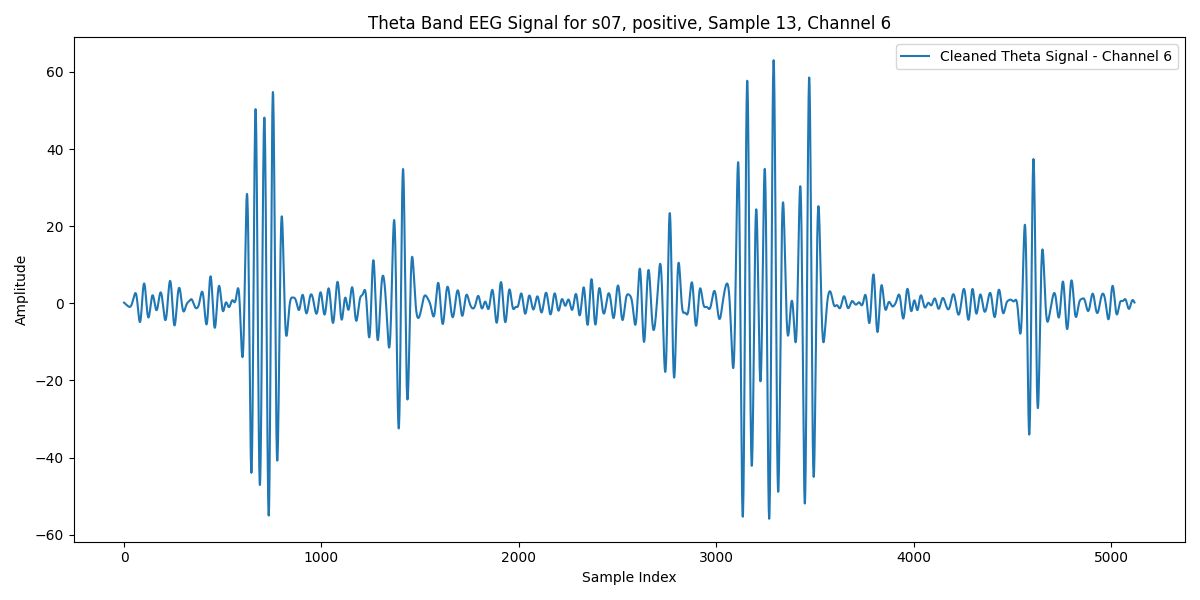 Theta Band EEG Signal for s07, positive, Sample 13, Channel 6
Cleaned Theta Signal - Channel 6
Amplitude
60
40
20
0
−20
−40
−60
0 1000 2000 3000 4000 5000
Sample Index